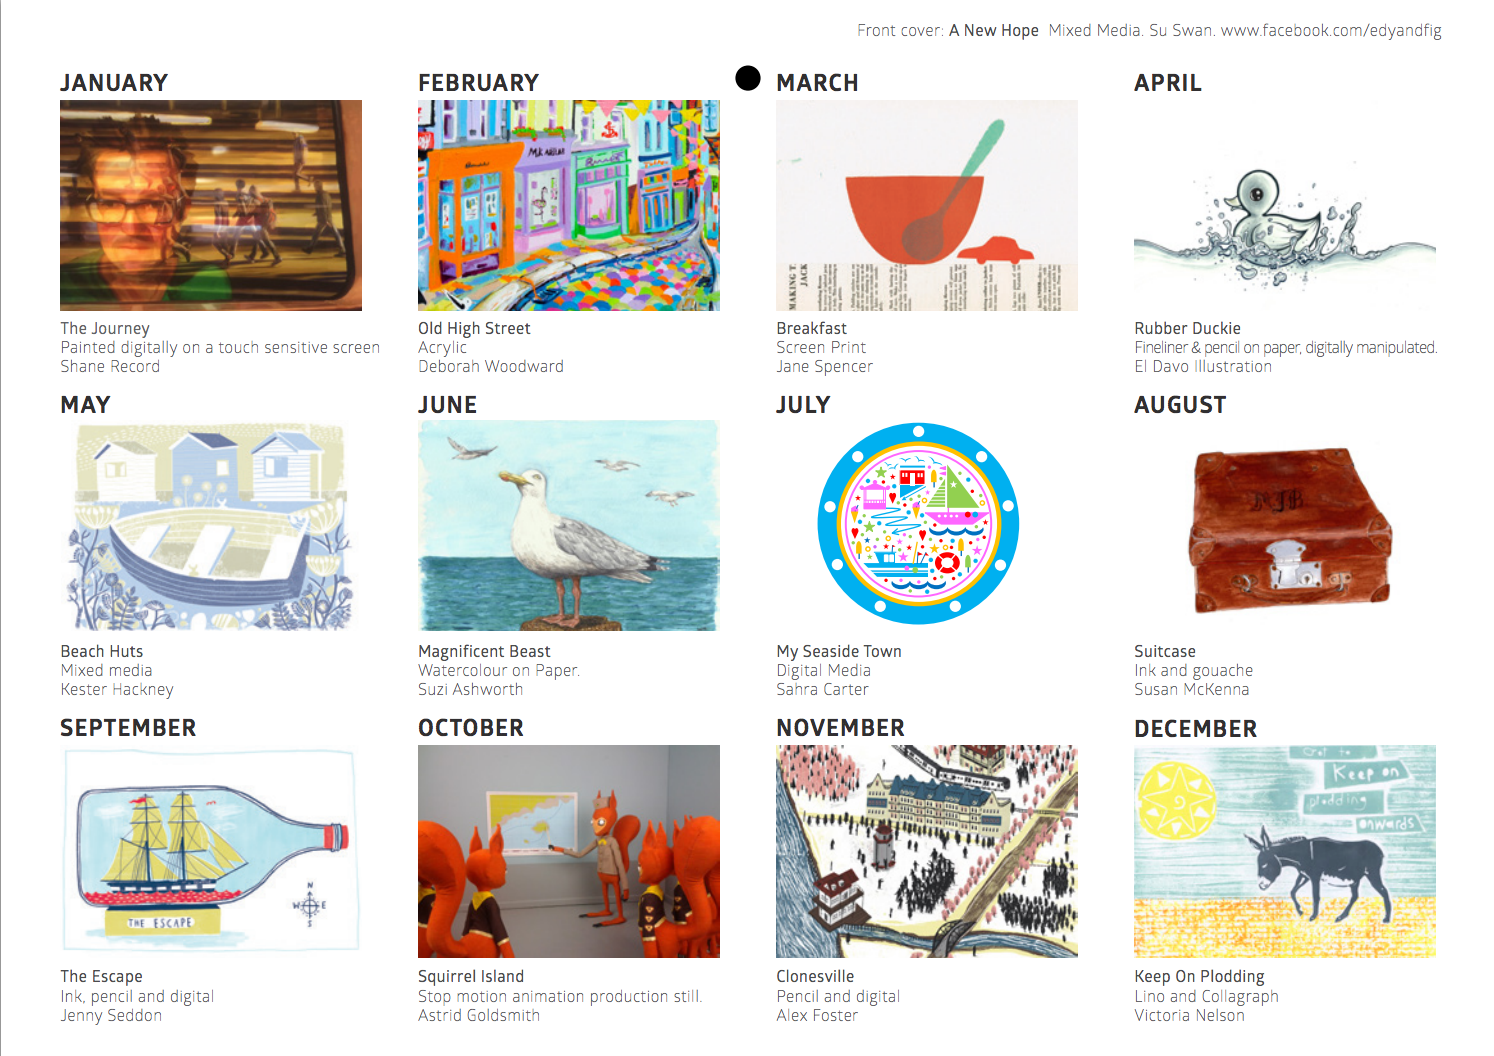 Front cover: A New Hope  Mixed Media. Su Swan. www.facebook.com/edyandfig
JANUARY
The Journey
Painted digitally on a touch sensitive screen
Shane Record
FEBRUARY
Old High Street
Acrylic
Deborah Woodward
MARCH
MAKING T
JACK
Breakfast
Screen Print
Jane Spencer
APRIL
Rubber Duckie
Fineliner & pencil on paper, digitally manipulated.
El Davo Illustration
MAY
Beach Huts
Mixed media
Kester Hackney
JUNE
Magnificent Beast
Watercolour on Paper.
Suzi Ashworth
JULY
My Seaside Town
Digital Media
Sahra Carter
AUGUST
Suitcase
Ink and gouache
Susan McKenna
SEPTEMBER
N
W E
S
THE ESCAPE
The Escape
Ink, pencil and digital
Jenny Seddon
OCTOBER
Squirrel Island
Stop motion animation production still.
Astrid Goldsmith
NOVEMBER
Clonesville
Pencil and digital
Alex Foster
DECEMBER
Keep on
plodding
onwards
Keep On Plodding
Lino and Collagraph
Victoria Nelson